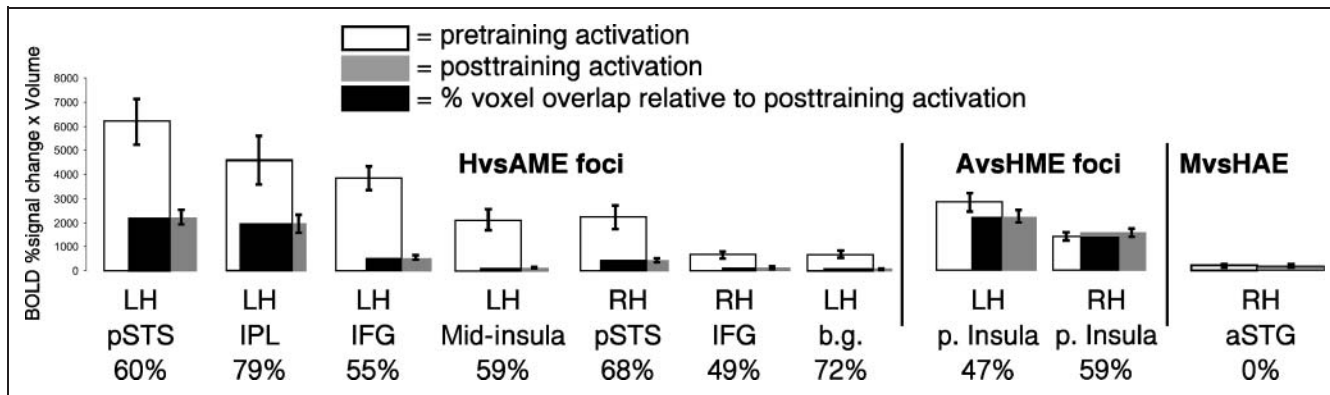 = pretraining activation
= posttraining activation
= % voxel overlap relative to posttraining activation
BOLD %signal change x Volume
8000
7000
6000
5000
4000
3000
2000
1000
0
HvsAME foci
AvsHME foci
MvsHAE
LH LH LH LH RH RH LH LH RH RH
pSTS IPL IFG Mid-insula pSTS IFG b.g. p. Insula p. Insula aSTG
60% 79% 55% 59% 68% 49% 72% 47% 59% 0%